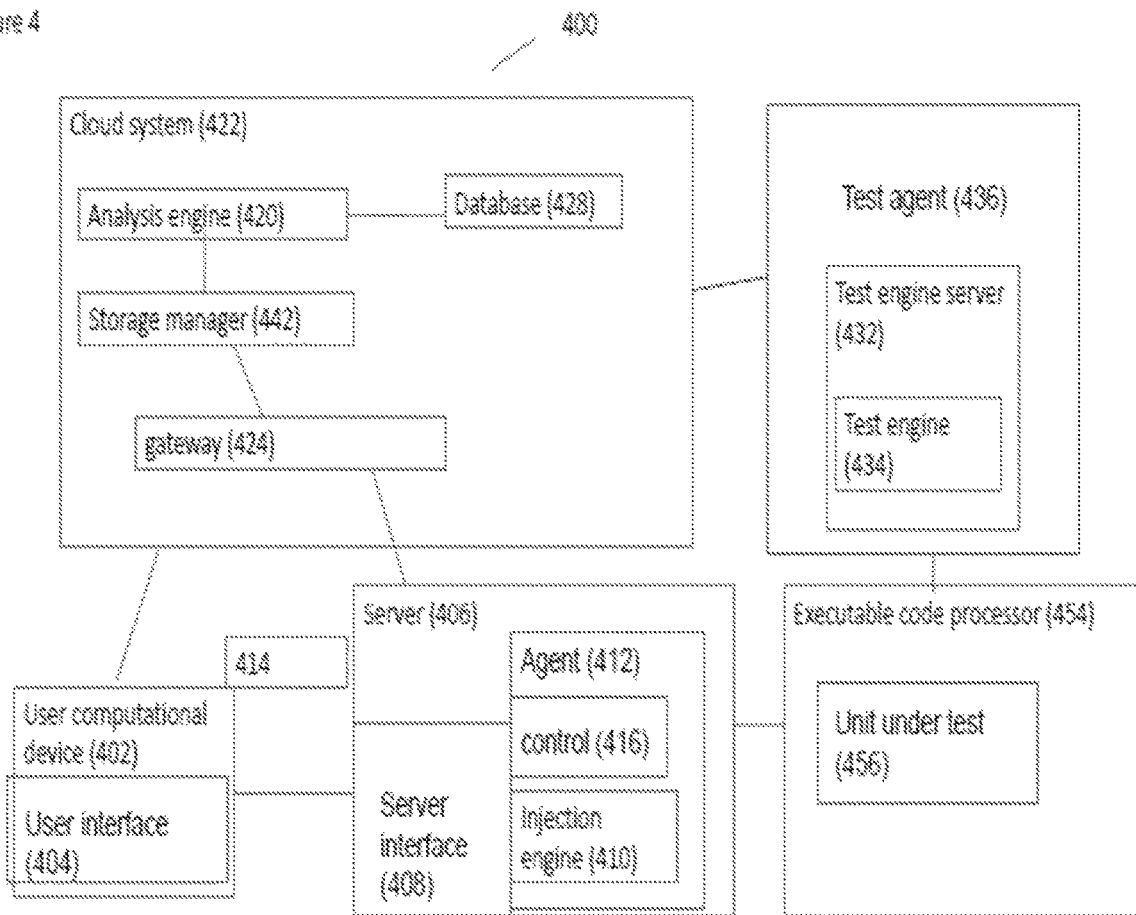 are 4
400
Cloud system (422)
Analysis engine (420)
Database (428)
Storage manager (442)
gateway (424)
Test agent (436)
Test engine server
(432)
Test engine
(434)
414
User computational
device (402)
User interface
(404)
Server (406)
Agent (412)
control (416)
Server
interface
(408)
Injection
engine (410)
Executable code processor (454)
Unit under test
(456)